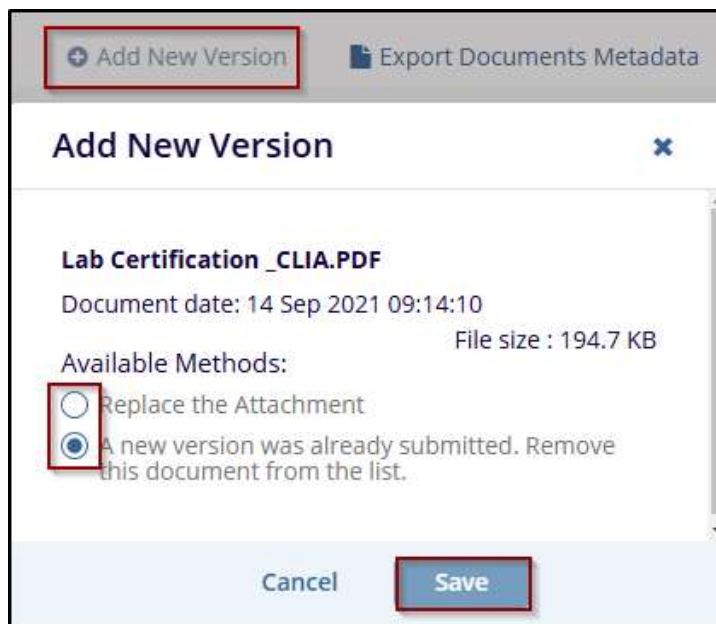 Add New Version
Export Documents Metadata
Add New Version
Lab Certification _CLIA.PDF
Document date: 14 Sep 2021 09:14:10
File size : 194.7 KB
Available Methods:
Replace the Attachment
A new version was already submitted. Remove
this document from the list.
Cancel
Save